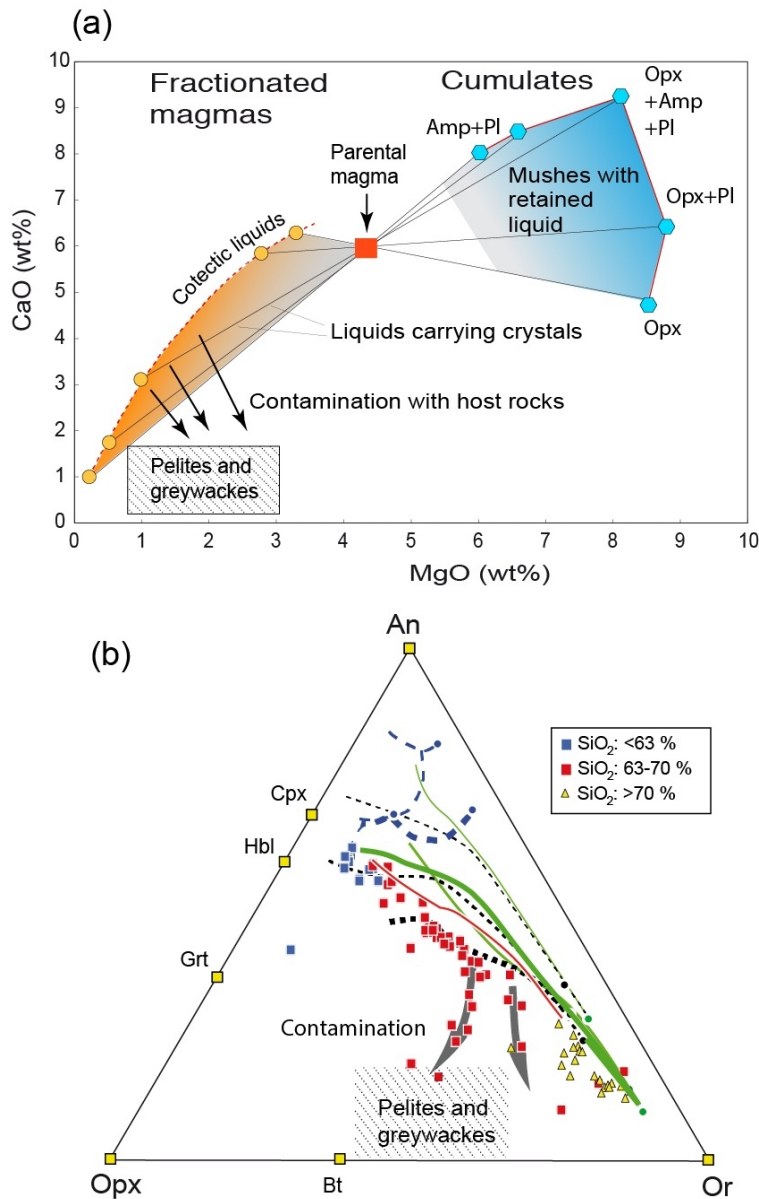 (a)
10
9
8
7
6
5
4
3
2
1
0
CaO (wt%)
Fractionated
magmas
Cumulates
Opx
+Amp
+Pl
Amp+Pl
Parental
magma
Mushes with
retained
liquid
Opx+Pl
Cotectic liquids
Opx
Liquids carrying crystals
Contamination with host rocks
Pelites and
greywackes
0 1 2 3 4 5 6 7 8 9 10
MgO (wt%)
(b)
An
SiO2: <63 %
SiO2: 63-70 %
SiO2: >70 %
Cpx
Hbl
Grt
Contamination
Pelites and
greywackes
Opx
Bt
Or